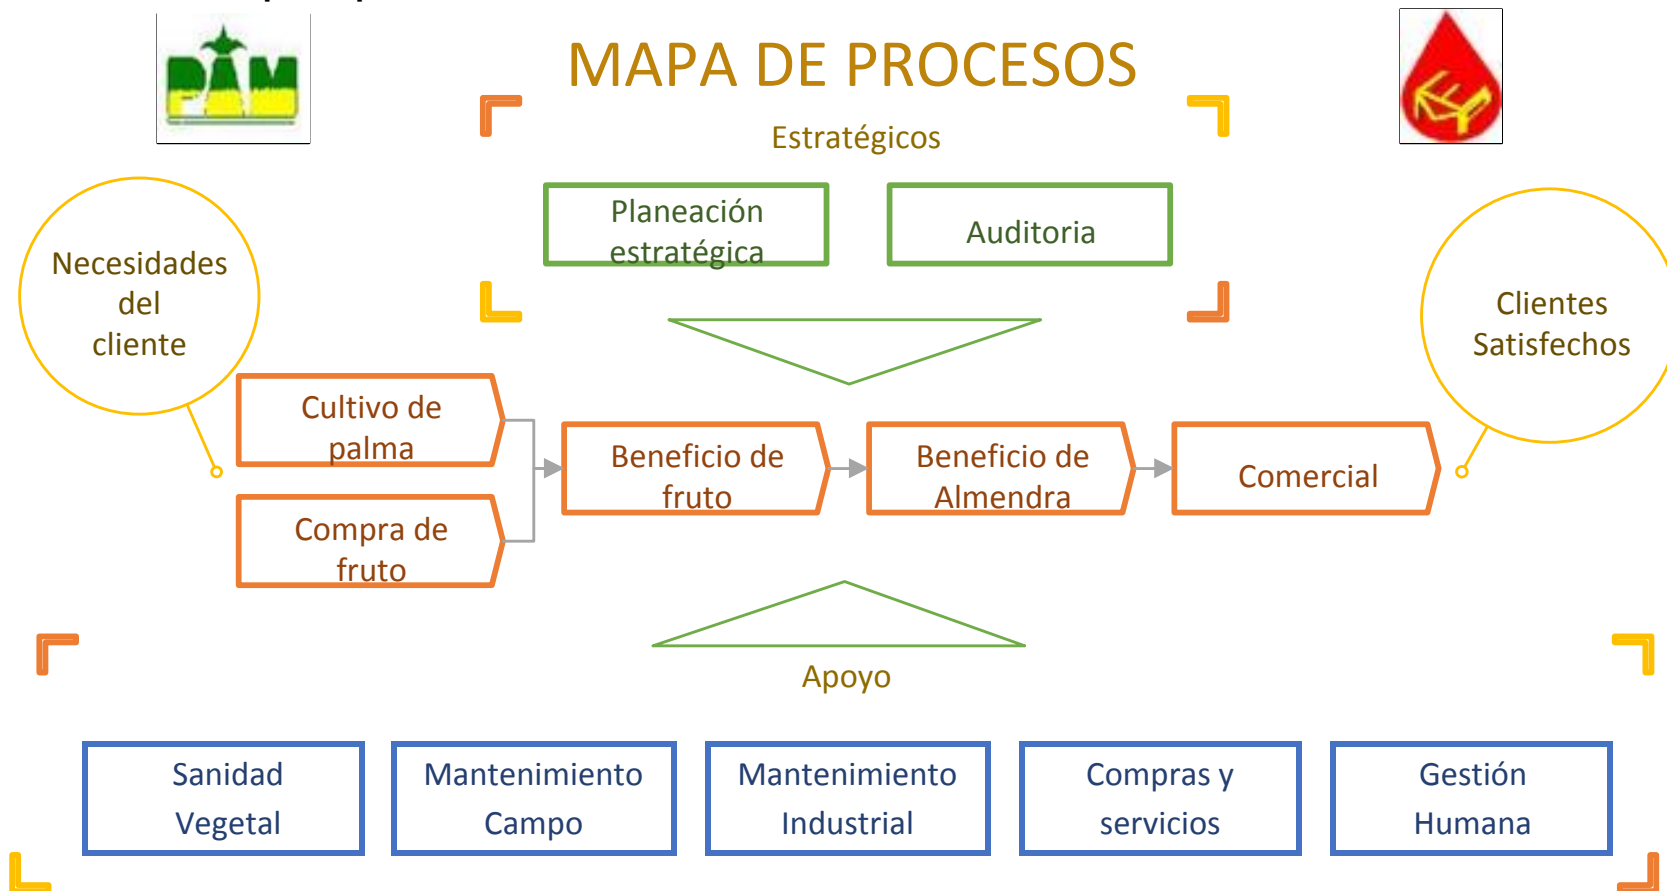 MAPA DE PROCESOS
PAM
Estratégicos
Planeación
estratégica
Auditoria
Necesidades
del
cliente
Clientes
Satisfechos
Cultivo de
palma
Compra de
fruto
Beneficio de
fruto
Beneficio de
Almendra
Comercial
Apoyo
Sanidad
Vegetal
Mantenimiento
Campo
Mantenimiento
Industrial
Compras y
servicios
Gestión
Humana